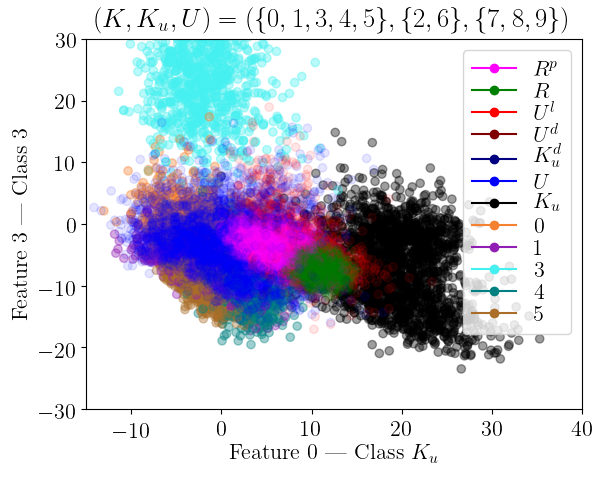 (K, K_u, U) = ({0, 1, 3, 4, 5}, {2, 6}, {7, 8, 9})
30
20
10
0
−10
−20
−30
Feature 3 — Class 3
−10
0
10
20
30
40
Feature 0 — Class K_u
R^p
R
U^l
U^d
K_u^d
U
K_u
0
1
3
4
5